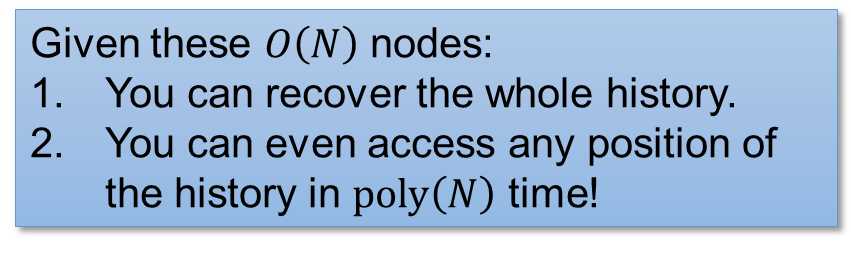 Given these O(N) nodes:
1. You can recover the whole history.
2. You can even access any position of
the history in poly(N) time!